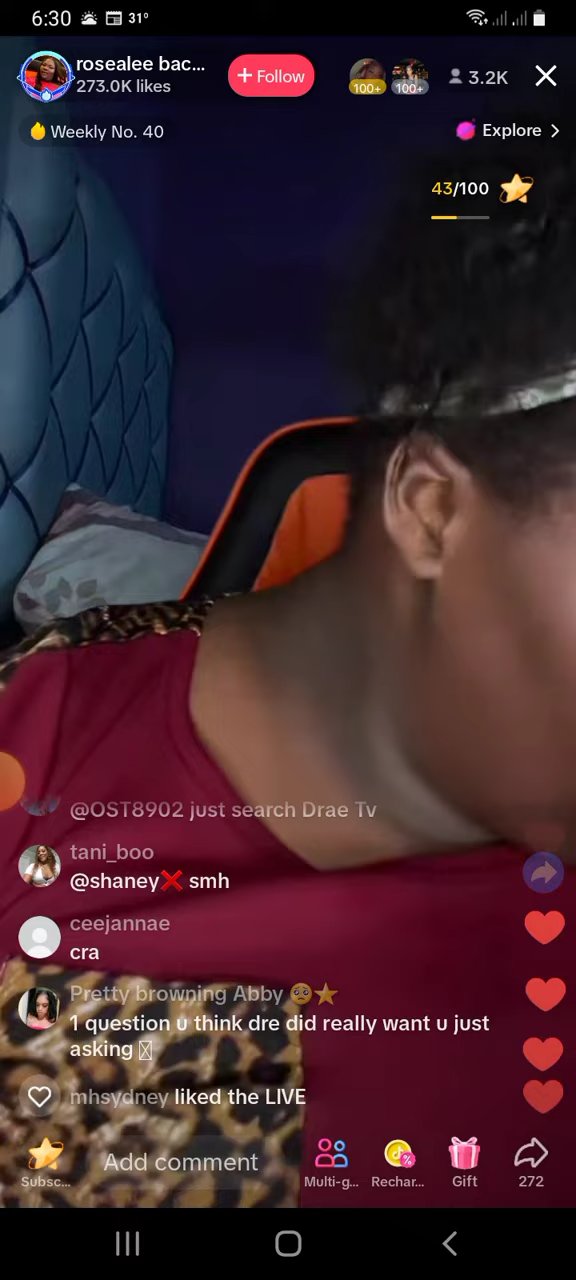 6:30 31°
rosealee bac...
273.0K likes
+ Follow
100+ 100+
3.2K
Weekly No. 40
Explore
43/100
@OST8902 just search Drae Tv
tani_boo
@shaney❌ smh
ceejannae
cra
Pretty browning Abby 🥺⭐
1 question u think dre did really want u just
asking
mhsydney liked the LIVE
Subsc...
Add comment
Multi-g...
Rechar...
Gift
272